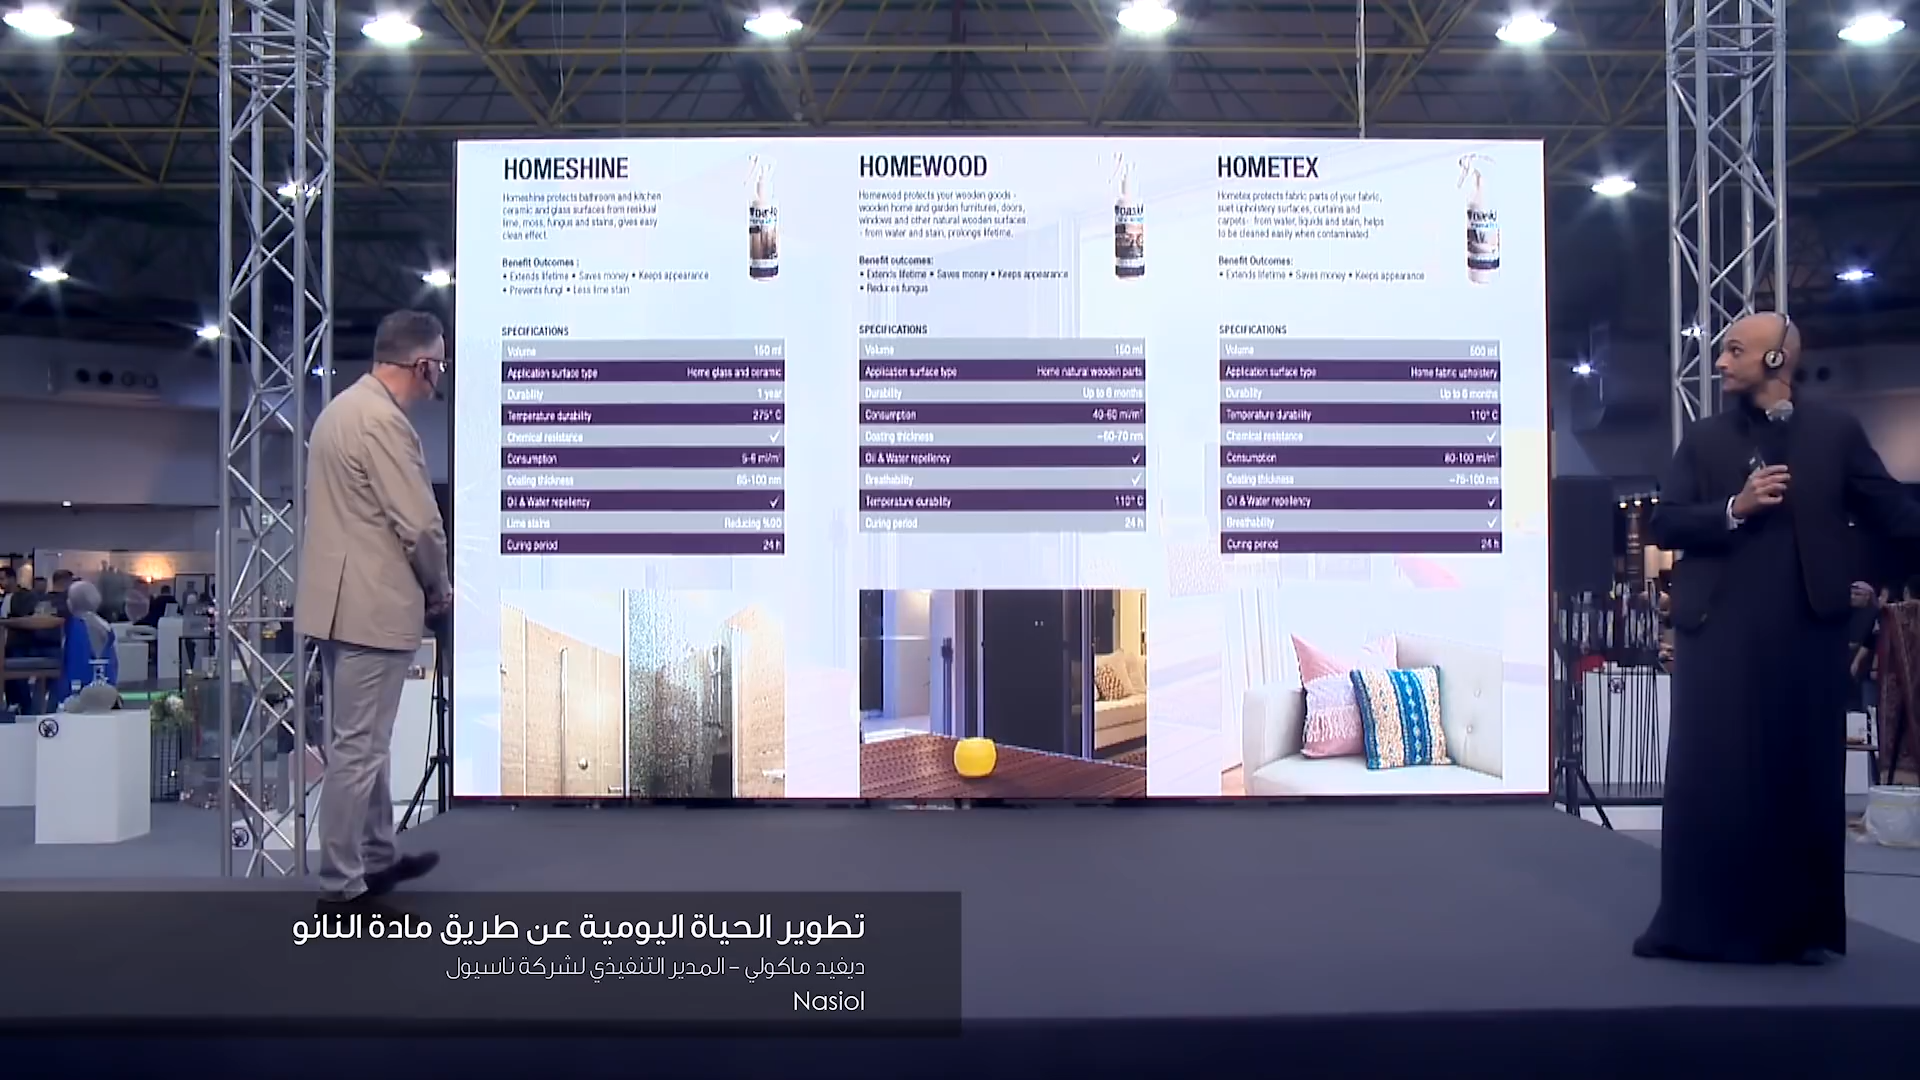 HOMESHINE
Homeshine protects bathroom and kitchen
ceramic and glass surfaces from residual
lime, moss, fungus and stains, gives easy
clean effect.
Benefit Outcomes :
• Extends lifetime • Saves money • Keeps appearance
• Prevents fungi • Less lime stain
SPECIFICATIONS
Volume 150 ml
Application surface type Home glass and ceramic
Durability 1 year
Temperature durability 275° C
Chemical resistance ✓
Consumption 5-6 ml/m²
Coating thickness 85-100 nm
Oil & Water repellency ✓
Lime stains Reducing %90
Curing period 24 h
HOMEWOOD
Homewood protects your wooden goods -
wooden home and garden furnitures, doors,
windows and other natural wooden surfaces
- from water and stain, prolongs lifetime.
Benefit outcomes:
• Extends lifetime • Saves money • Keeps appearance
• Reduces fungus
SPECIFICATIONS
Volume 150 ml
Application surface type Home natural wooden parts
Durability Up to 6 months
Consumption 40-60 ml/m²
Coating thickness ~60-70 nm
Oil & Water repellency ✓
Breathability ✓
Temperature durability 110° C
Curing period 24 h
HOMETEX
Hometex protects fabric parts of your fabric,
suet upholstery surfaces, curtains and
carpets - from water, liquids and stain, helps
to be cleaned easily when contaminated.
Benefit Outcomes:
• Extends lifetime • Saves money • Keeps appearance
SPECIFICATIONS
Volume 500 ml
Application surface type Home fabric upholstery
Durability Up to 6 months
Temperature durability 110° C
Chemical resistance ✓
Consumption 80-100 ml/m²
Coating thickness ~75-100 nm
Oil & Water repellency ✓
Breathability ✓
Curing period 24 h
تطوير الحياة اليومية عن طريق مادة النانو
ديفيد ماكولي – المدير التنفيذي لشركة ناسيول
Nasiol